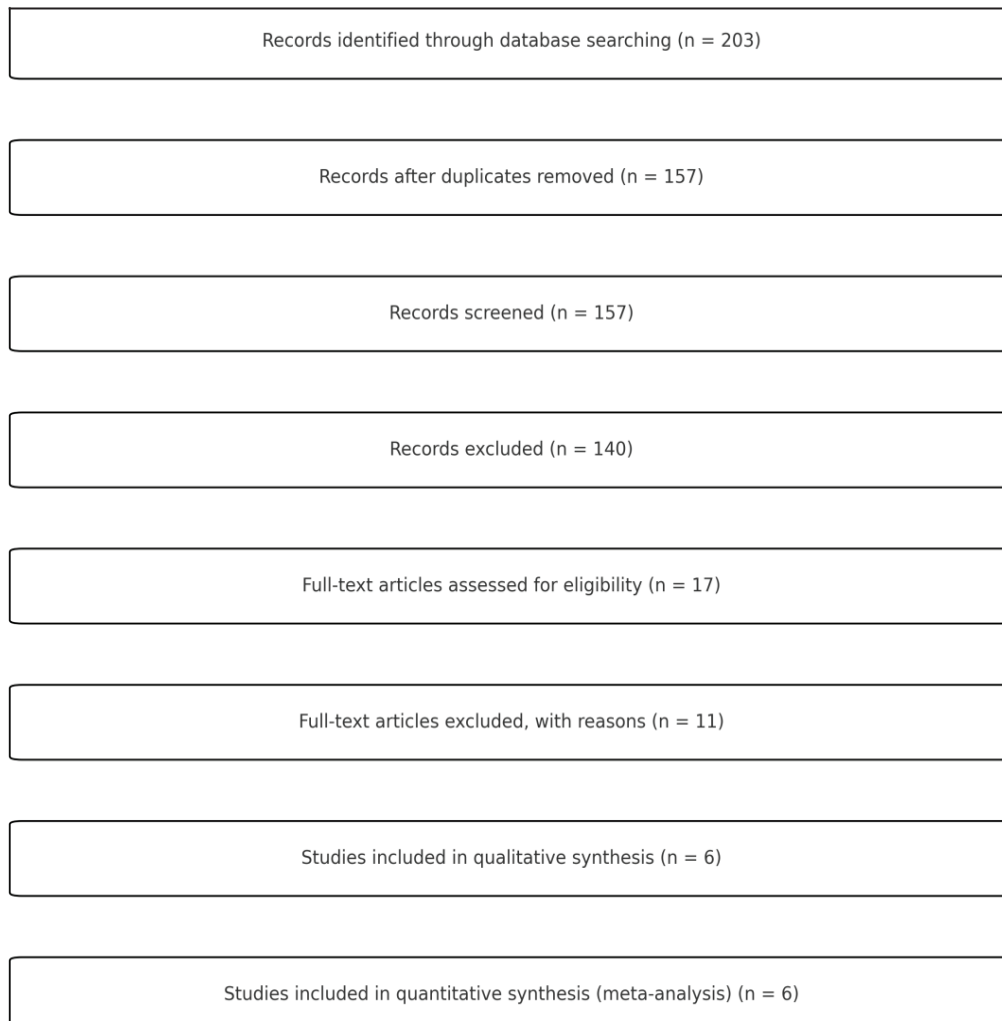 Records identified through database searching (n = 203)
Records after duplicates removed (n = 157)
Records screened (n = 157)
Records excluded (n = 140)
Full-text articles assessed for eligibility (n = 17)
Full-text articles excluded, with reasons (n = 11)
Studies included in qualitative synthesis (n = 6)
Studies included in quantitative synthesis (meta-analysis) (n = 6)